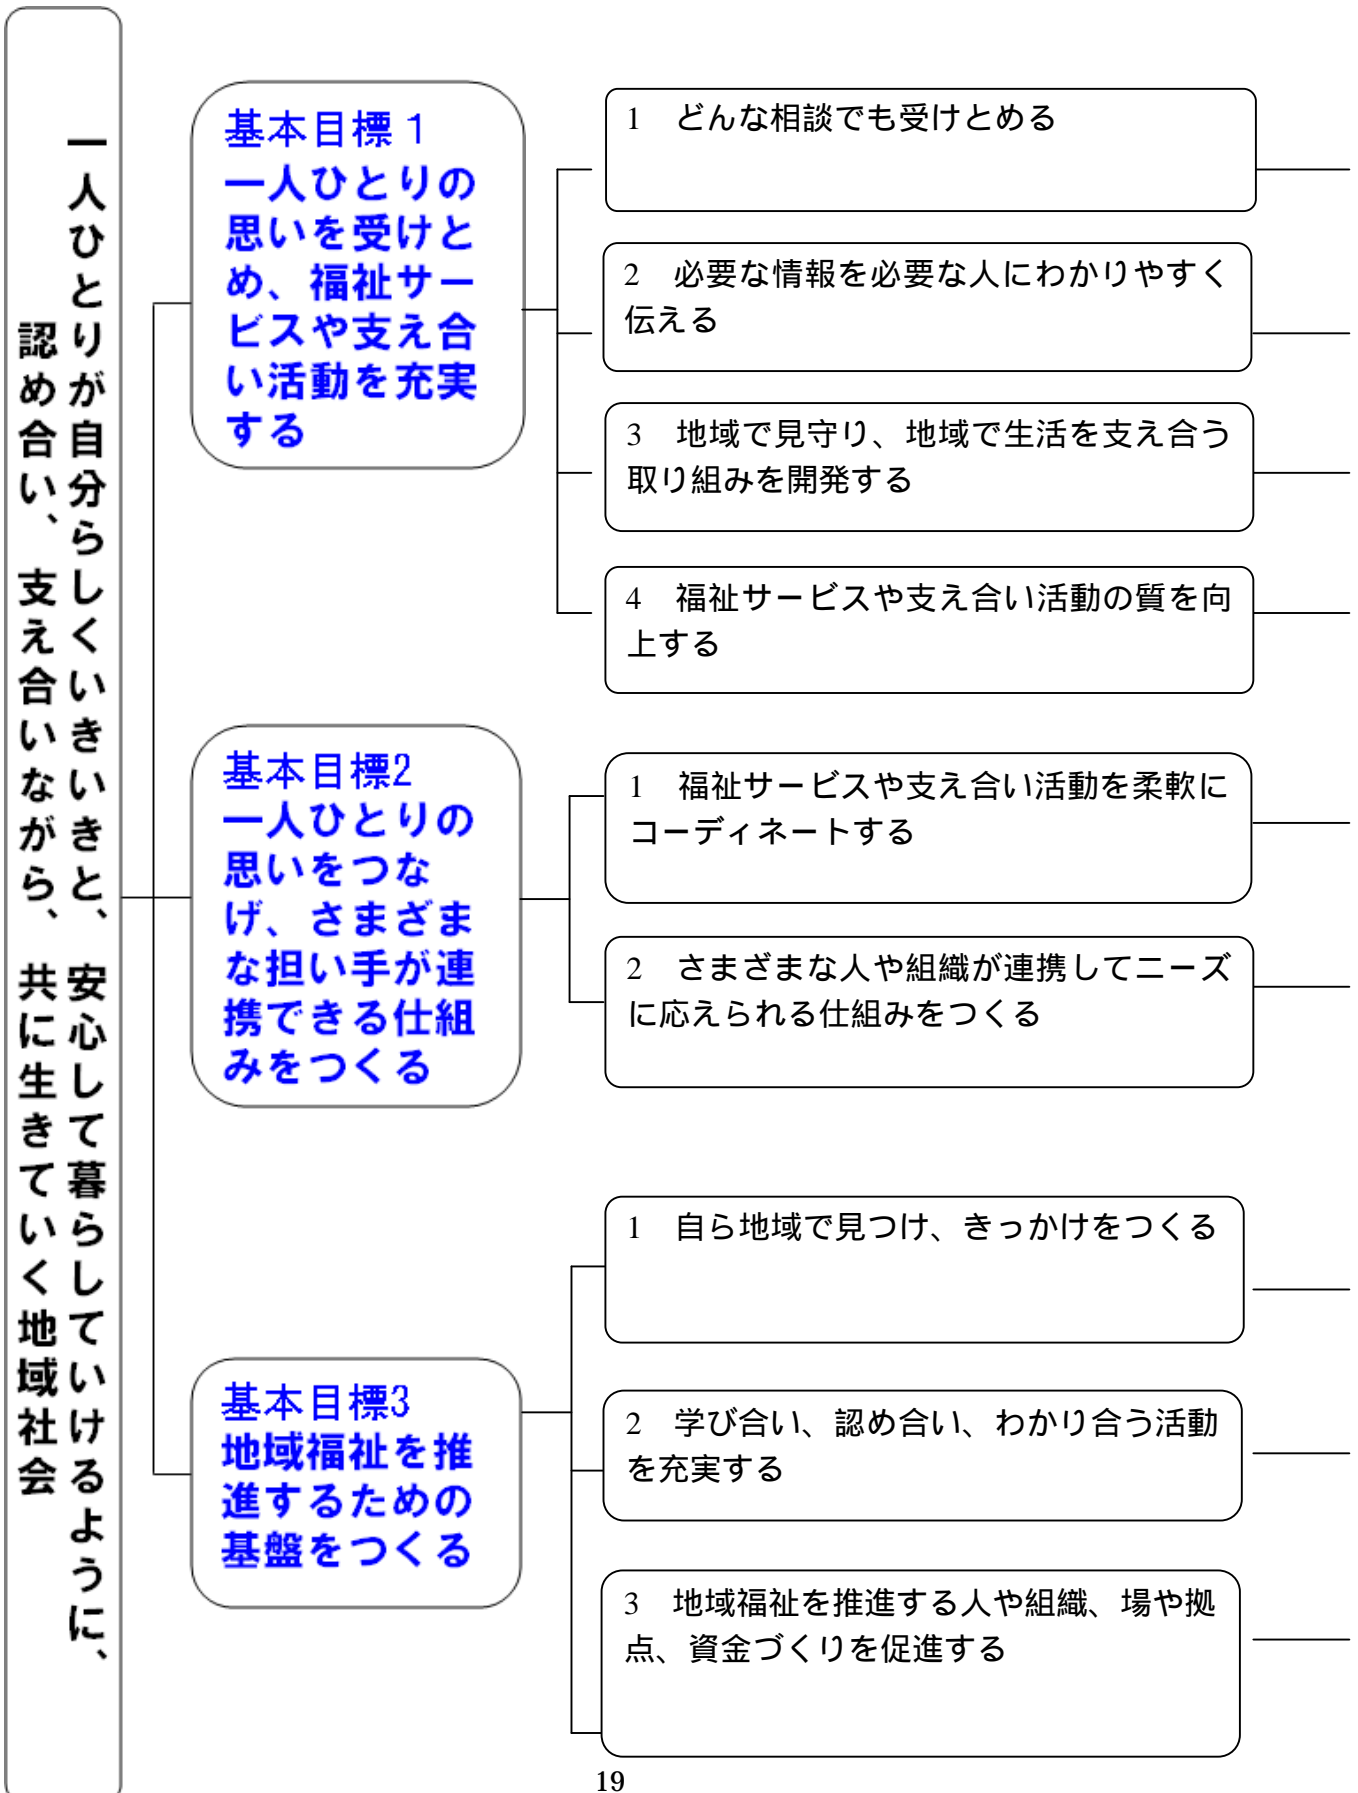 一人ひとりが自分らしくいきいきと、安心して暮らしていけるように、
認め合い、支え合いながら、共に生きていく地域社会
基本目標１
一人ひとりの
思いを受けと
め、福祉サー
ビスや支え合
い活動を充実
する
1　どんな相談でも受けとめる
2　必要な情報を必要な人にわかりやすく
伝える
3　地域で見守り、地域で生活を支え合う
取り組みを開発する
4　福祉サービスや支え合い活動の質を向
上する
基本目標2
一人ひとりの
思いをつな
げ、さまざま
な担い手が連
携できる仕組
みをつくる
1　福祉サービスや支え合い活動を柔軟に
コーディネートする
2　さまざまな人や組織が連携してニーズ
に応えられる仕組みをつくる
基本目標3
地域福祉を推
進するための
基盤をつくる
1　自ら地域で見つけ、きっかけをつくる
2　学び合い、認め合い、わかり合う活動
を充実する
3　地域福祉を推進する人や組織、場や拠
点、資金づくりを促進する
19